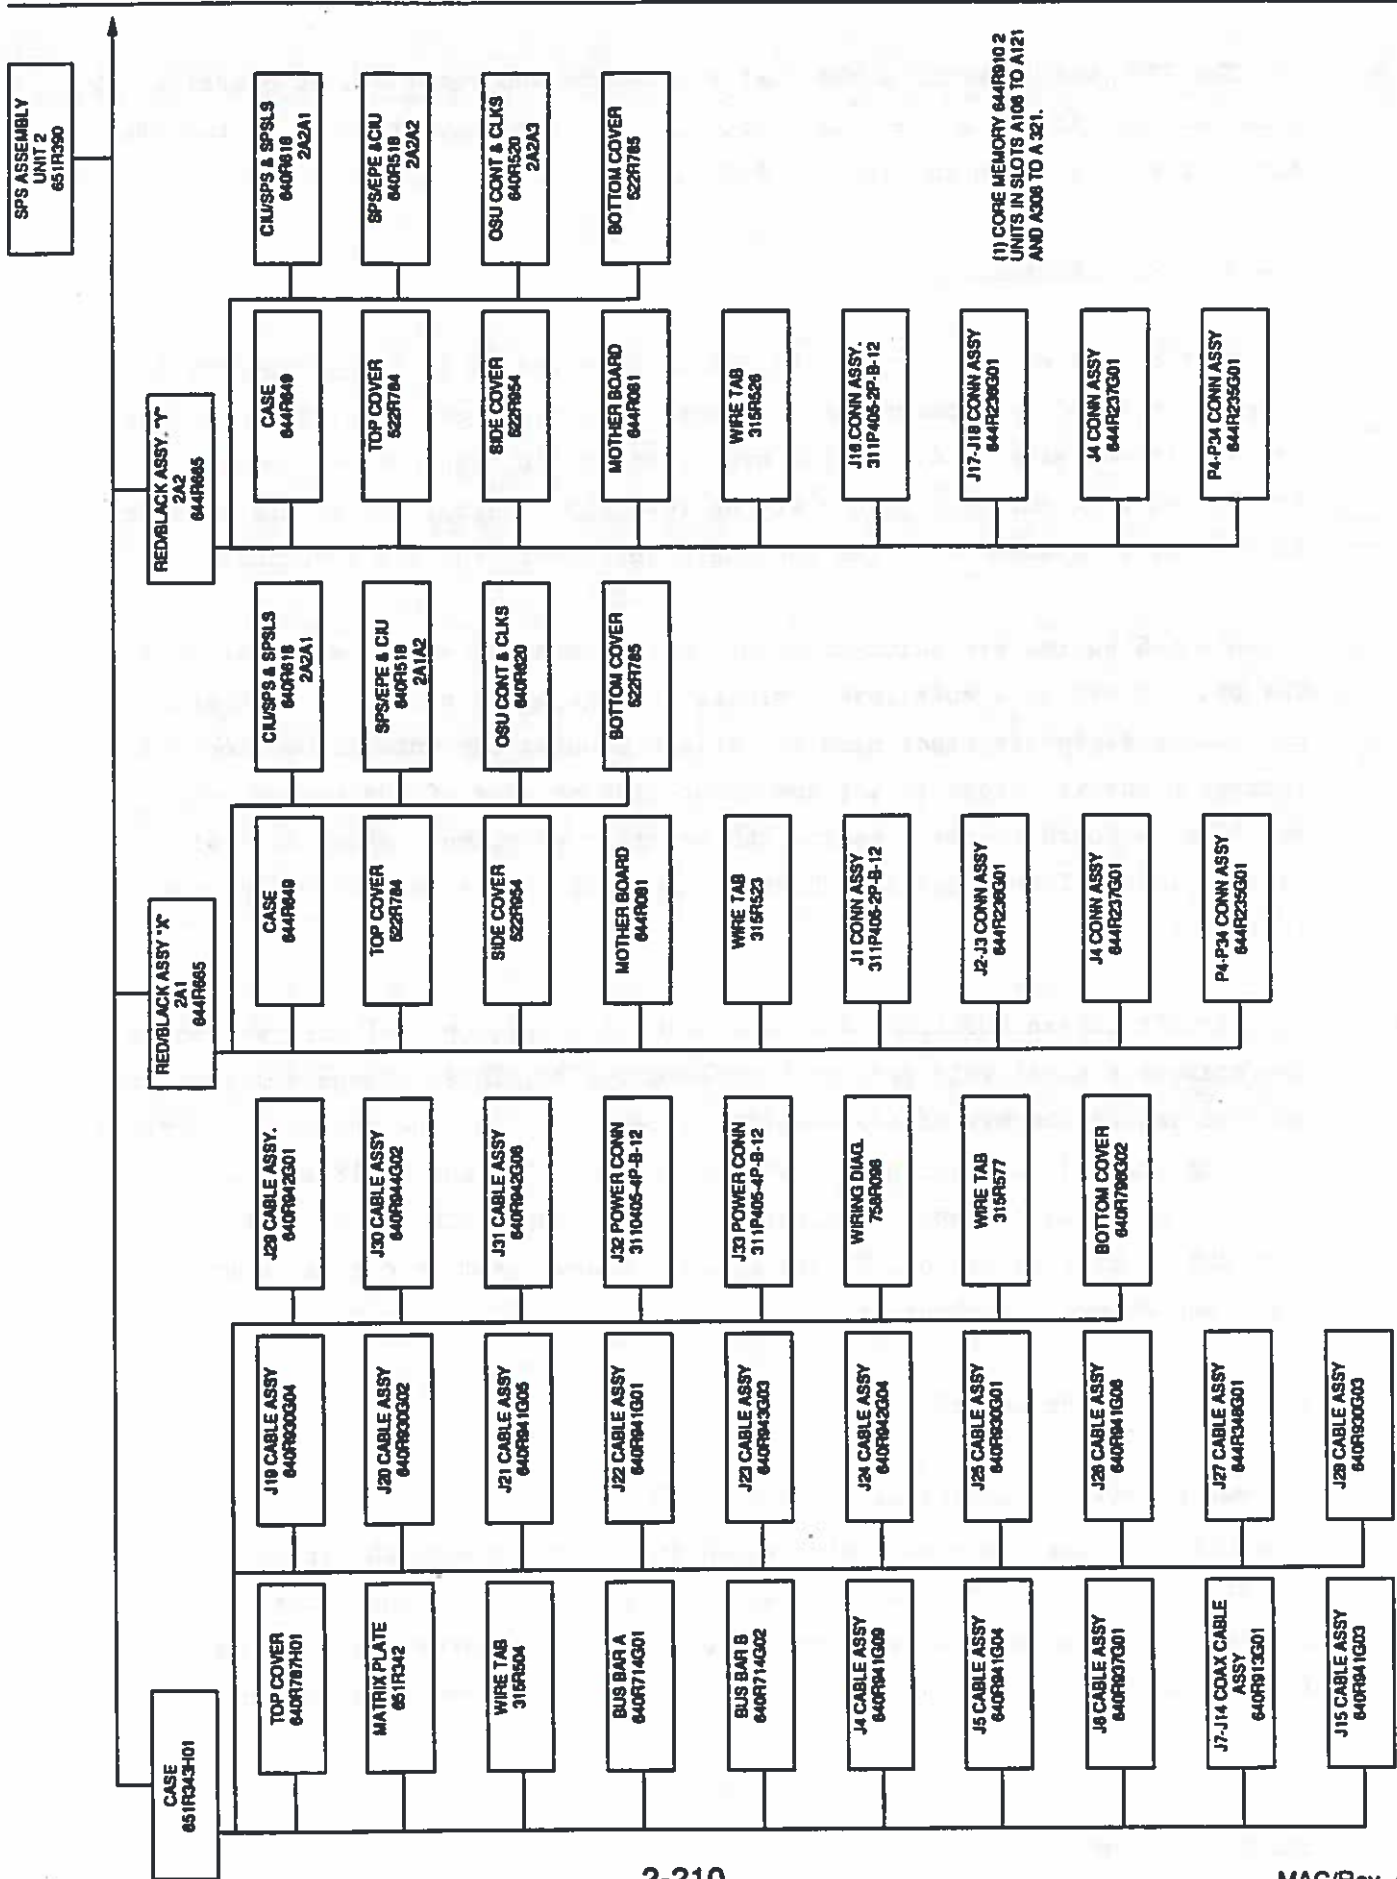 SPS ASSEMBLY
UNIT 2
651R390
CASE
651R343H01
RED/BLACK ASSY "X"
2A1
644R665
RED/BLACK ASSY. "Y"
2A2
644R665
TOP COVER
640R787H01
MATRIX PLATE
651R342
WIRE TAB
315R504
BUS BAR A
640R714G01
BUS BAR B
640R714G02
J4 CABLE ASSY
640R941G09
J5 CABLE ASSY
640R941G04
J6 CABLE ASSY
640R937G01
J7-J14 COAX CABLE
ASSY
640R913G01
J15 CABLE ASSY
640R941G03
J19 CABLE ASSY
640R930G04
J20 CABLE ASSY
640R930G02
J21 CABLE ASSY
640R941G05
J22 CABLE ASSY
640R941G01
J23 CABLE ASSY
640R943G03
J24 CABLE ASSY
640R942G04
J25 CABLE ASSY
640R930G01
J26 CABLE ASSY
640R941G06
J27 CABLE ASSY
644R348G01
J29 CABLE ASSY
640R930G03
J29 CABLE ASSY.
640R942G01
J30 CABLE ASSY
640R944G02
J31 CABLE ASSY
640R942G06
J32 POWER CONN
3110405-4P-B-12
J33 POWER CONN
311P405-4P-B-12
WIRING DIAG.
758R098
WIRE TAB
315R577
BOTTOM COVER
640R798G02
CASE
644R649
TOP COVER
522R784
SIDE COVER
522R954
MOTHER BOARD
644R081
WIRE TAB
315R523
J1 CONN ASSY
311P405-2P-B-12
J2-J3 CONN ASSY
644R236G01
J4 CONN ASSY
644R237G01
P4-P34 CONN ASSY
644R235G01
CIU/SPS & SPSLS
640R618
2A2A1
SPS/EPE & CIU
640R518
2A1A2
OSU CONT & CLKS
640R620
BOTTOM COVER
522R785
CASE
644R649
TOP COVER
522R784
SIDE COVER
522R954
MOTHER BOARD
644R081
WIRE TAB
315R526
J16 CONN ASSY.
311P405-2P-B-12
J17-J18 CONN ASSY
644R236G01
J4 CONN ASSY
644R237G01
P4-P34 CONN ASSY
644R235G01
CIU/SPS & SPSLS
640R618
2A2A1
SPS/EPE &CIU
640R518
2A2A2
OSU CONT & CLKS
640R520
2A2A3
BOTTOM COVER
522R785
(1) CORE MEMORY 644R910 2
UNITS IN SLOTS A106 TO A121
AND A306 TO A 321.
2-210
MAC/Rev.